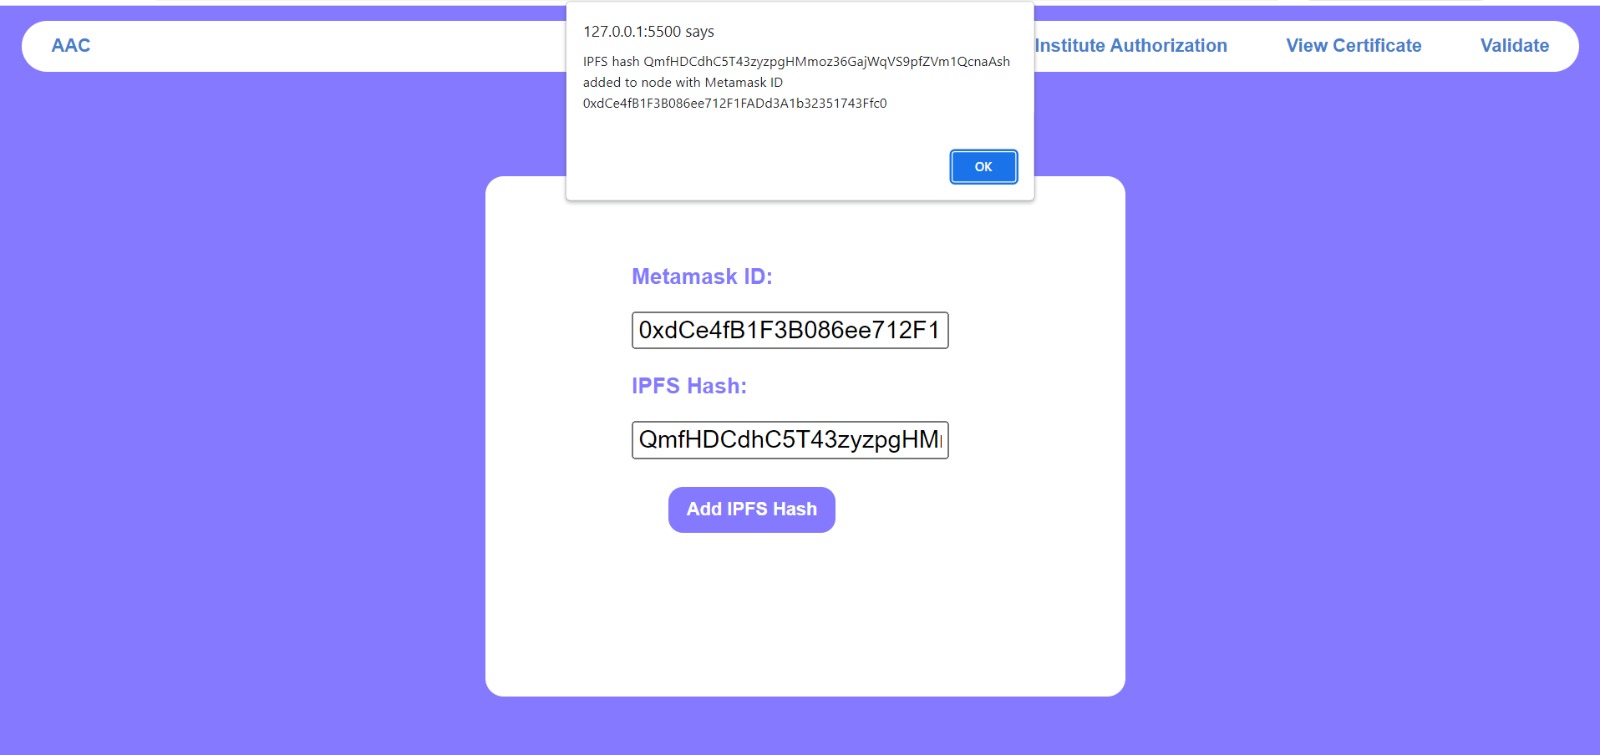 AAC
Institute Authorization
View Certificate
Validate
127.0.0.1:5500 says
IPFS hash QmfHDCdhC5T43zyzpgHMmoz36GajWqVS9pfZVm1QcnaAsh
added to node with Metamask ID
0xdCe4fB1F3B086ee712F1FADd3A1b32351743Ffc0
OK
Metamask ID:
0xdCe4fB1F3B086ee712F1
IPFS Hash:
QmfHDCdhC5T43zyzpgHM
Add IPFS Hash